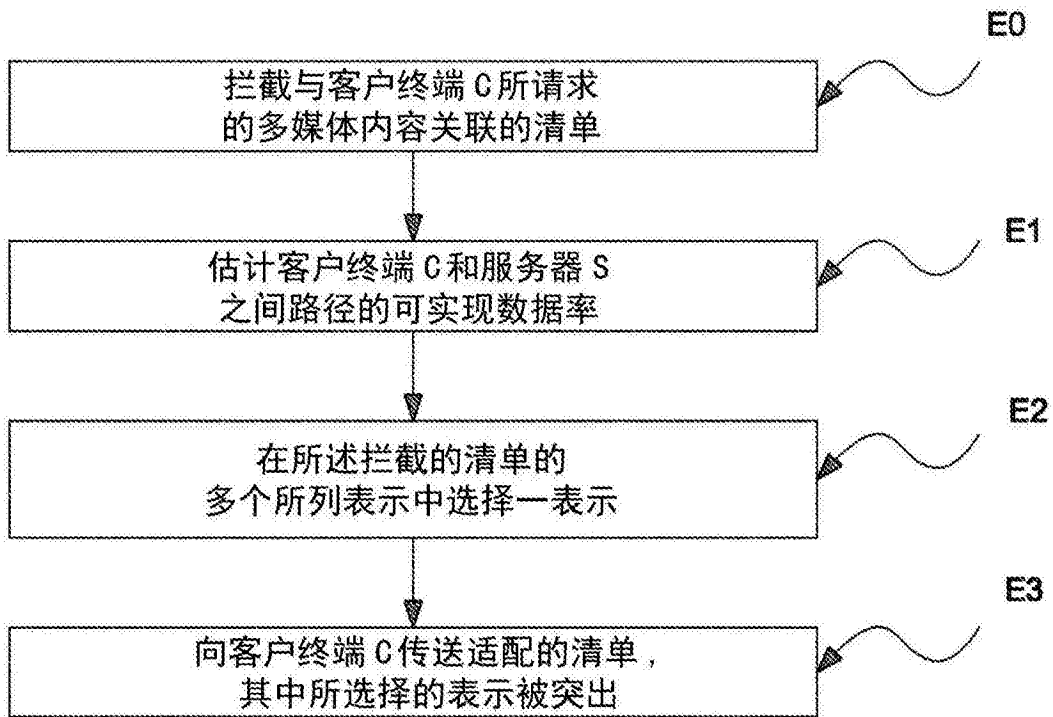 E0
拦截与客户终端 C 所请求
的多媒体内容关联的清单
E1
估计客户终端 C 和服务器 S
之间路径的可实现数据率
E2
在所述拦截的清单的
多个所列表示中选择一表示
E3
向客户终端 C 传送适配的清单,
其中所选择的表示被突出